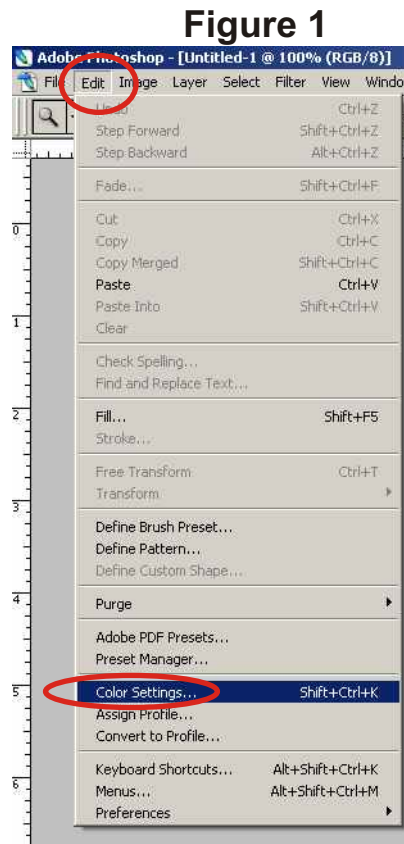 Figure 1
Adobe Photoshop - [Untitled-1 @ 100% (RGB/8)]
File Edit Image Layer Select Filter View Windo
Undo Ctrl+Z
Step Forward Shift+Ctrl+Z
Step Backward Alt+Ctrl+Z
Fade... Shift+Ctrl+F
Cut Ctrl+X
Copy Ctrl+C
Copy Merged Shift+Ctrl+C
Paste Ctrl+V
Paste Into Shift+Ctrl+V
Clear
Check Spelling...
Find and Replace Text...
Fill... Shift+F5
Stroke...
Free Transform Ctrl+T
Transform
Define Brush Preset...
Define Pattern...
Define Custom Shape...
Purge
Adobe PDF Presets...
Preset Manager...
Color Settings... Shift+Ctrl+K
Assign Profile...
Convert to Profile...
Keyboard Shortcuts... Alt+Shift+Ctrl+K
Menus... Alt+Shift+Ctrl+M
Preferences
0
1
2
3
4
5
6